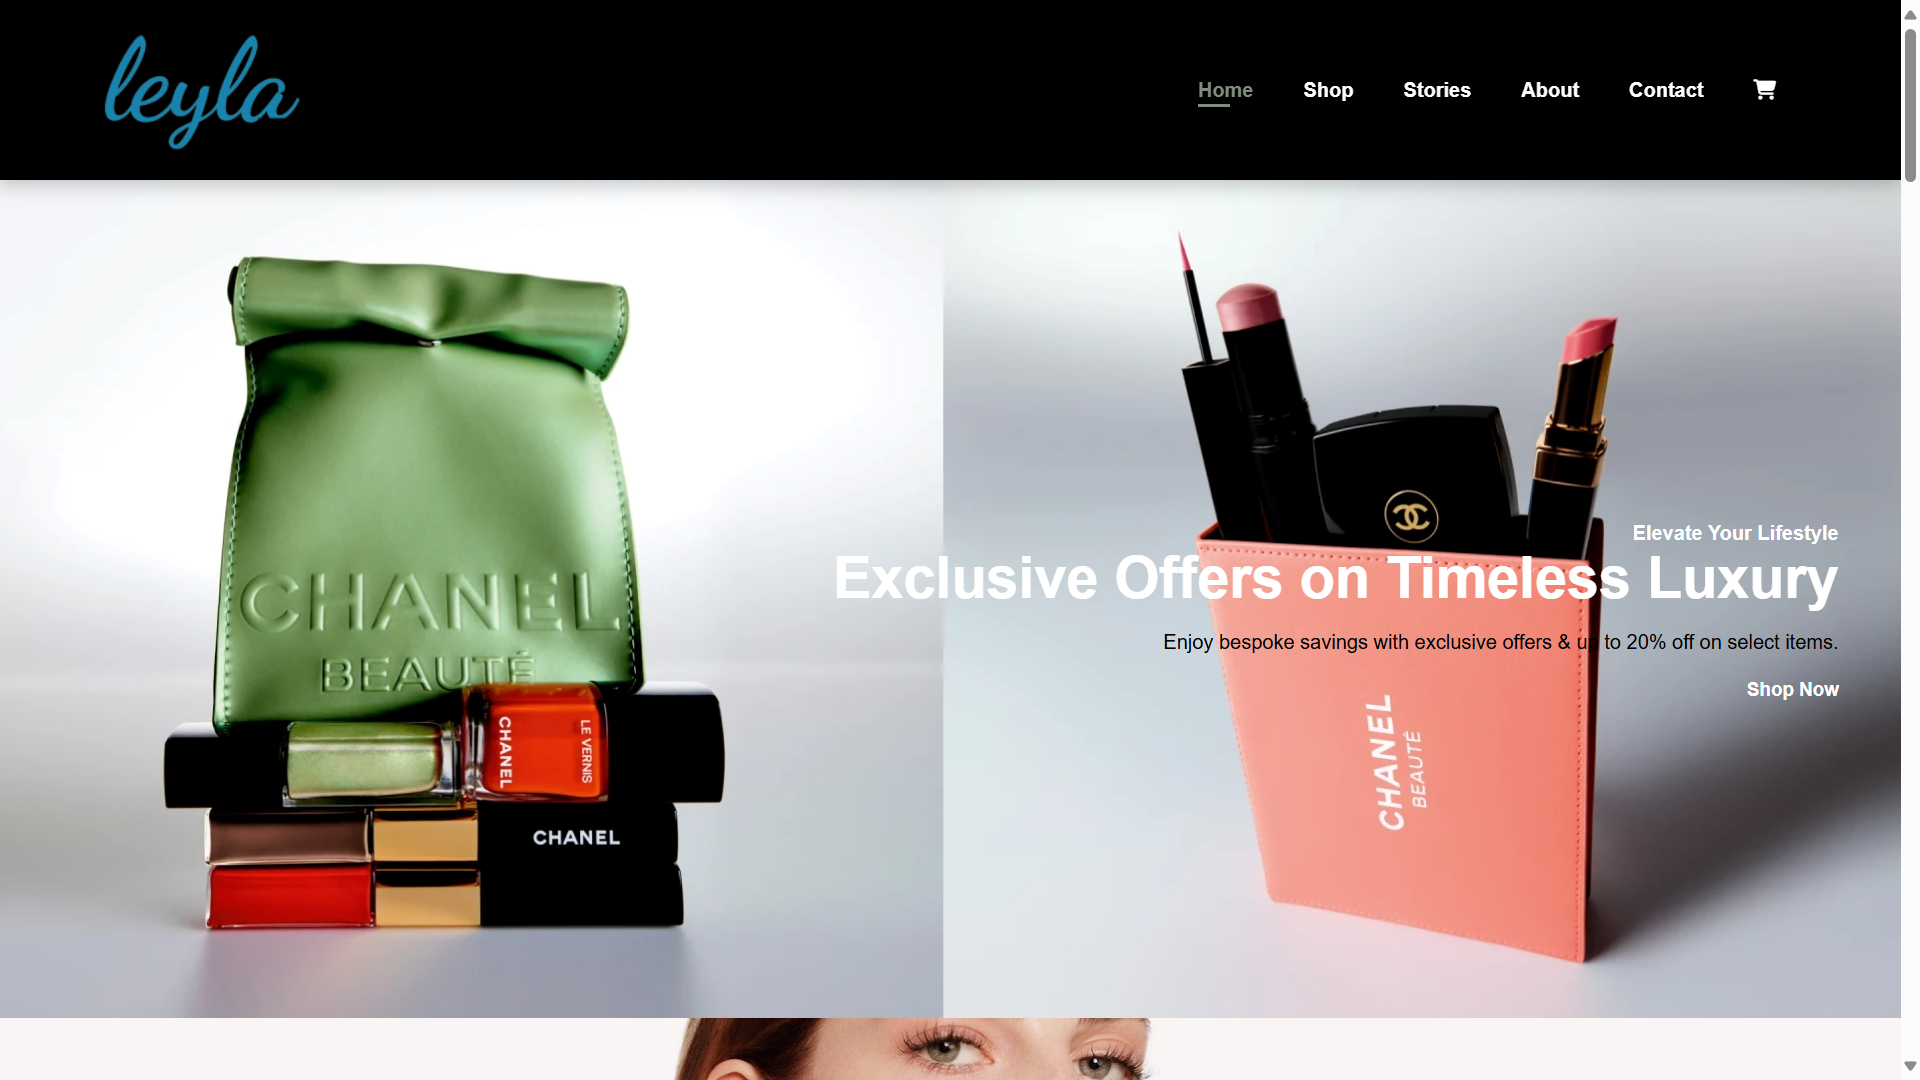 leyla
Home
Shop
Stories
About
Contact
CHANEL
BEAUTÉ
CHANEL
LE VERNIS
CHANEL
Elevate Your Lifestyle
Exclusive Offers on Timeless Luxury
Enjoy bespoke savings with exclusive offers & up to 20% off on select items.
Shop Now
CHANEL
BEAUTÉ